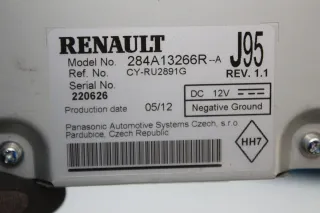 RENAULT
J95
Model No. 284A13266R-A
Ref. No. CY-RU2891G
REV. 1.1
Serial No.
220626
DC 12V
Production date 05/12
Negative Ground
Panasonic Automotive Systems Czech, s.r.o.
Pardubice, Czech Republic
HH7